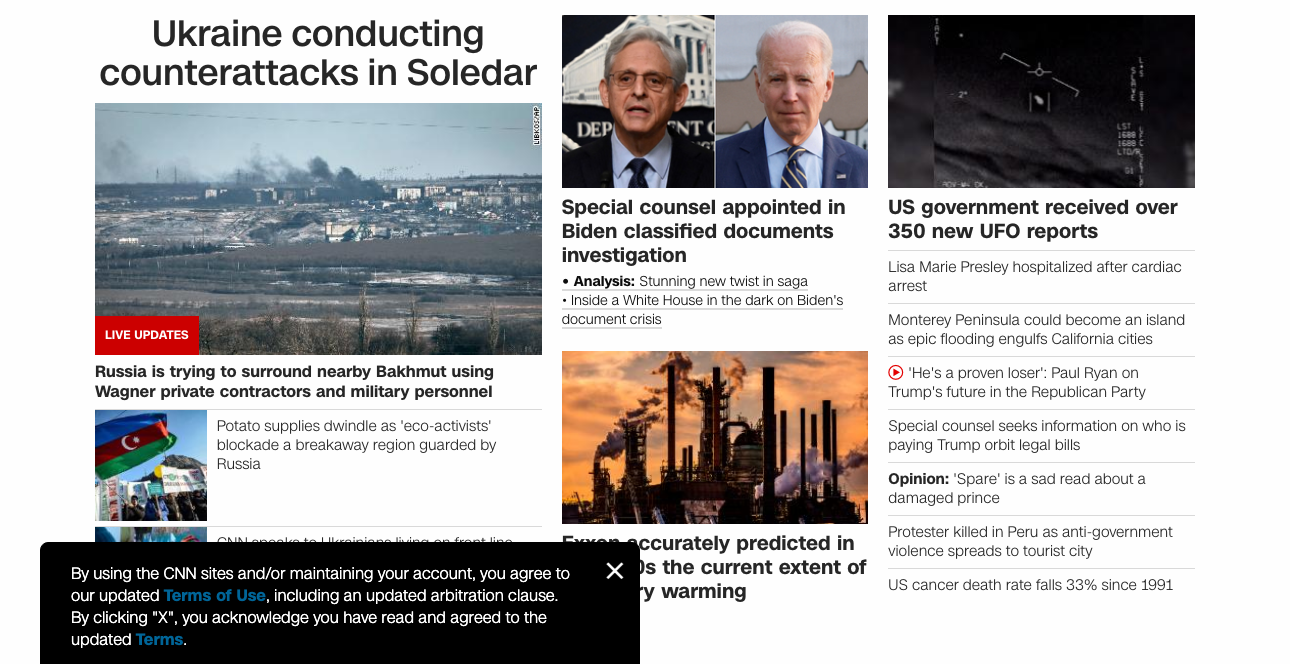 Ukraine conducting
counterattacks in Soledar
LIBKOS/AP
LIVE UPDATES
Russia is trying to surround nearby Bakhmut using
Wagner private contractors and military personnel
Potato supplies dwindle as 'eco-activists'
blockade a breakaway region guarded by
Russia
CNN speaks to Ukrainians living on front line
DEP
ENT
Special counsel appointed in
Biden classified documents
investigation
• Analysis: Stunning new twist in saga
• Inside a White House in the dark on Biden's
document crisis
Exxon accurately predicted in
0s the current extent of
ry warming
LST
1688
1688
LTD/R
US government received over
350 new UFO reports
Lisa Marie Presley hospitalized after cardiac
arrest
Monterey Peninsula could become an island
as epic flooding engulfs California cities
'He's a proven loser': Paul Ryan on
Trump's future in the Republican Party
Special counsel seeks information on who is
paying Trump orbit legal bills
Opinion: 'Spare' is a sad read about a
damaged prince
Protester killed in Peru as anti-government
violence spreads to tourist city
US cancer death rate falls 33% since 1991
By using the CNN sites and/or maintaining your account, you agree to
our updated Terms of Use, including an updated arbitration clause.
By clicking "X", you acknowledge you have read and agreed to the
updated Terms.